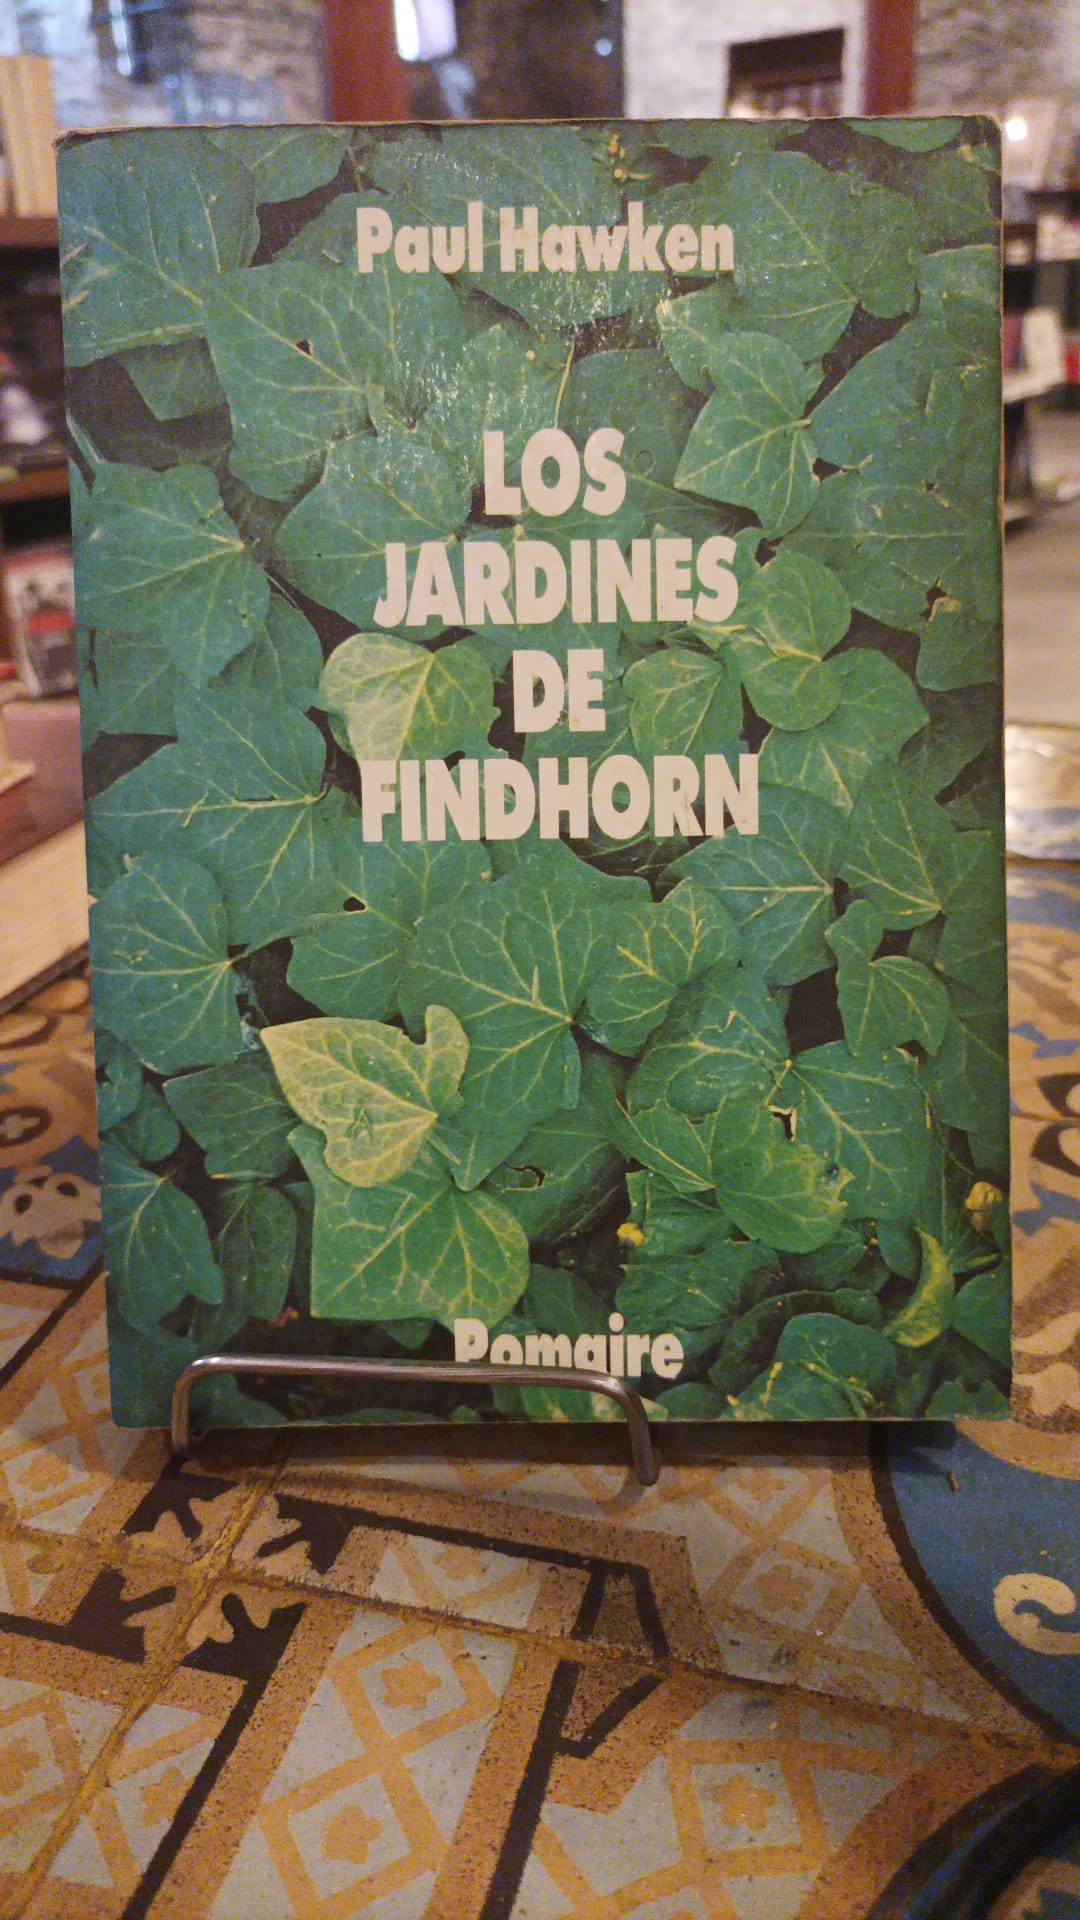 Paul Hawken
LOS
JARDINES
DE
FINDHORN
Pomaire